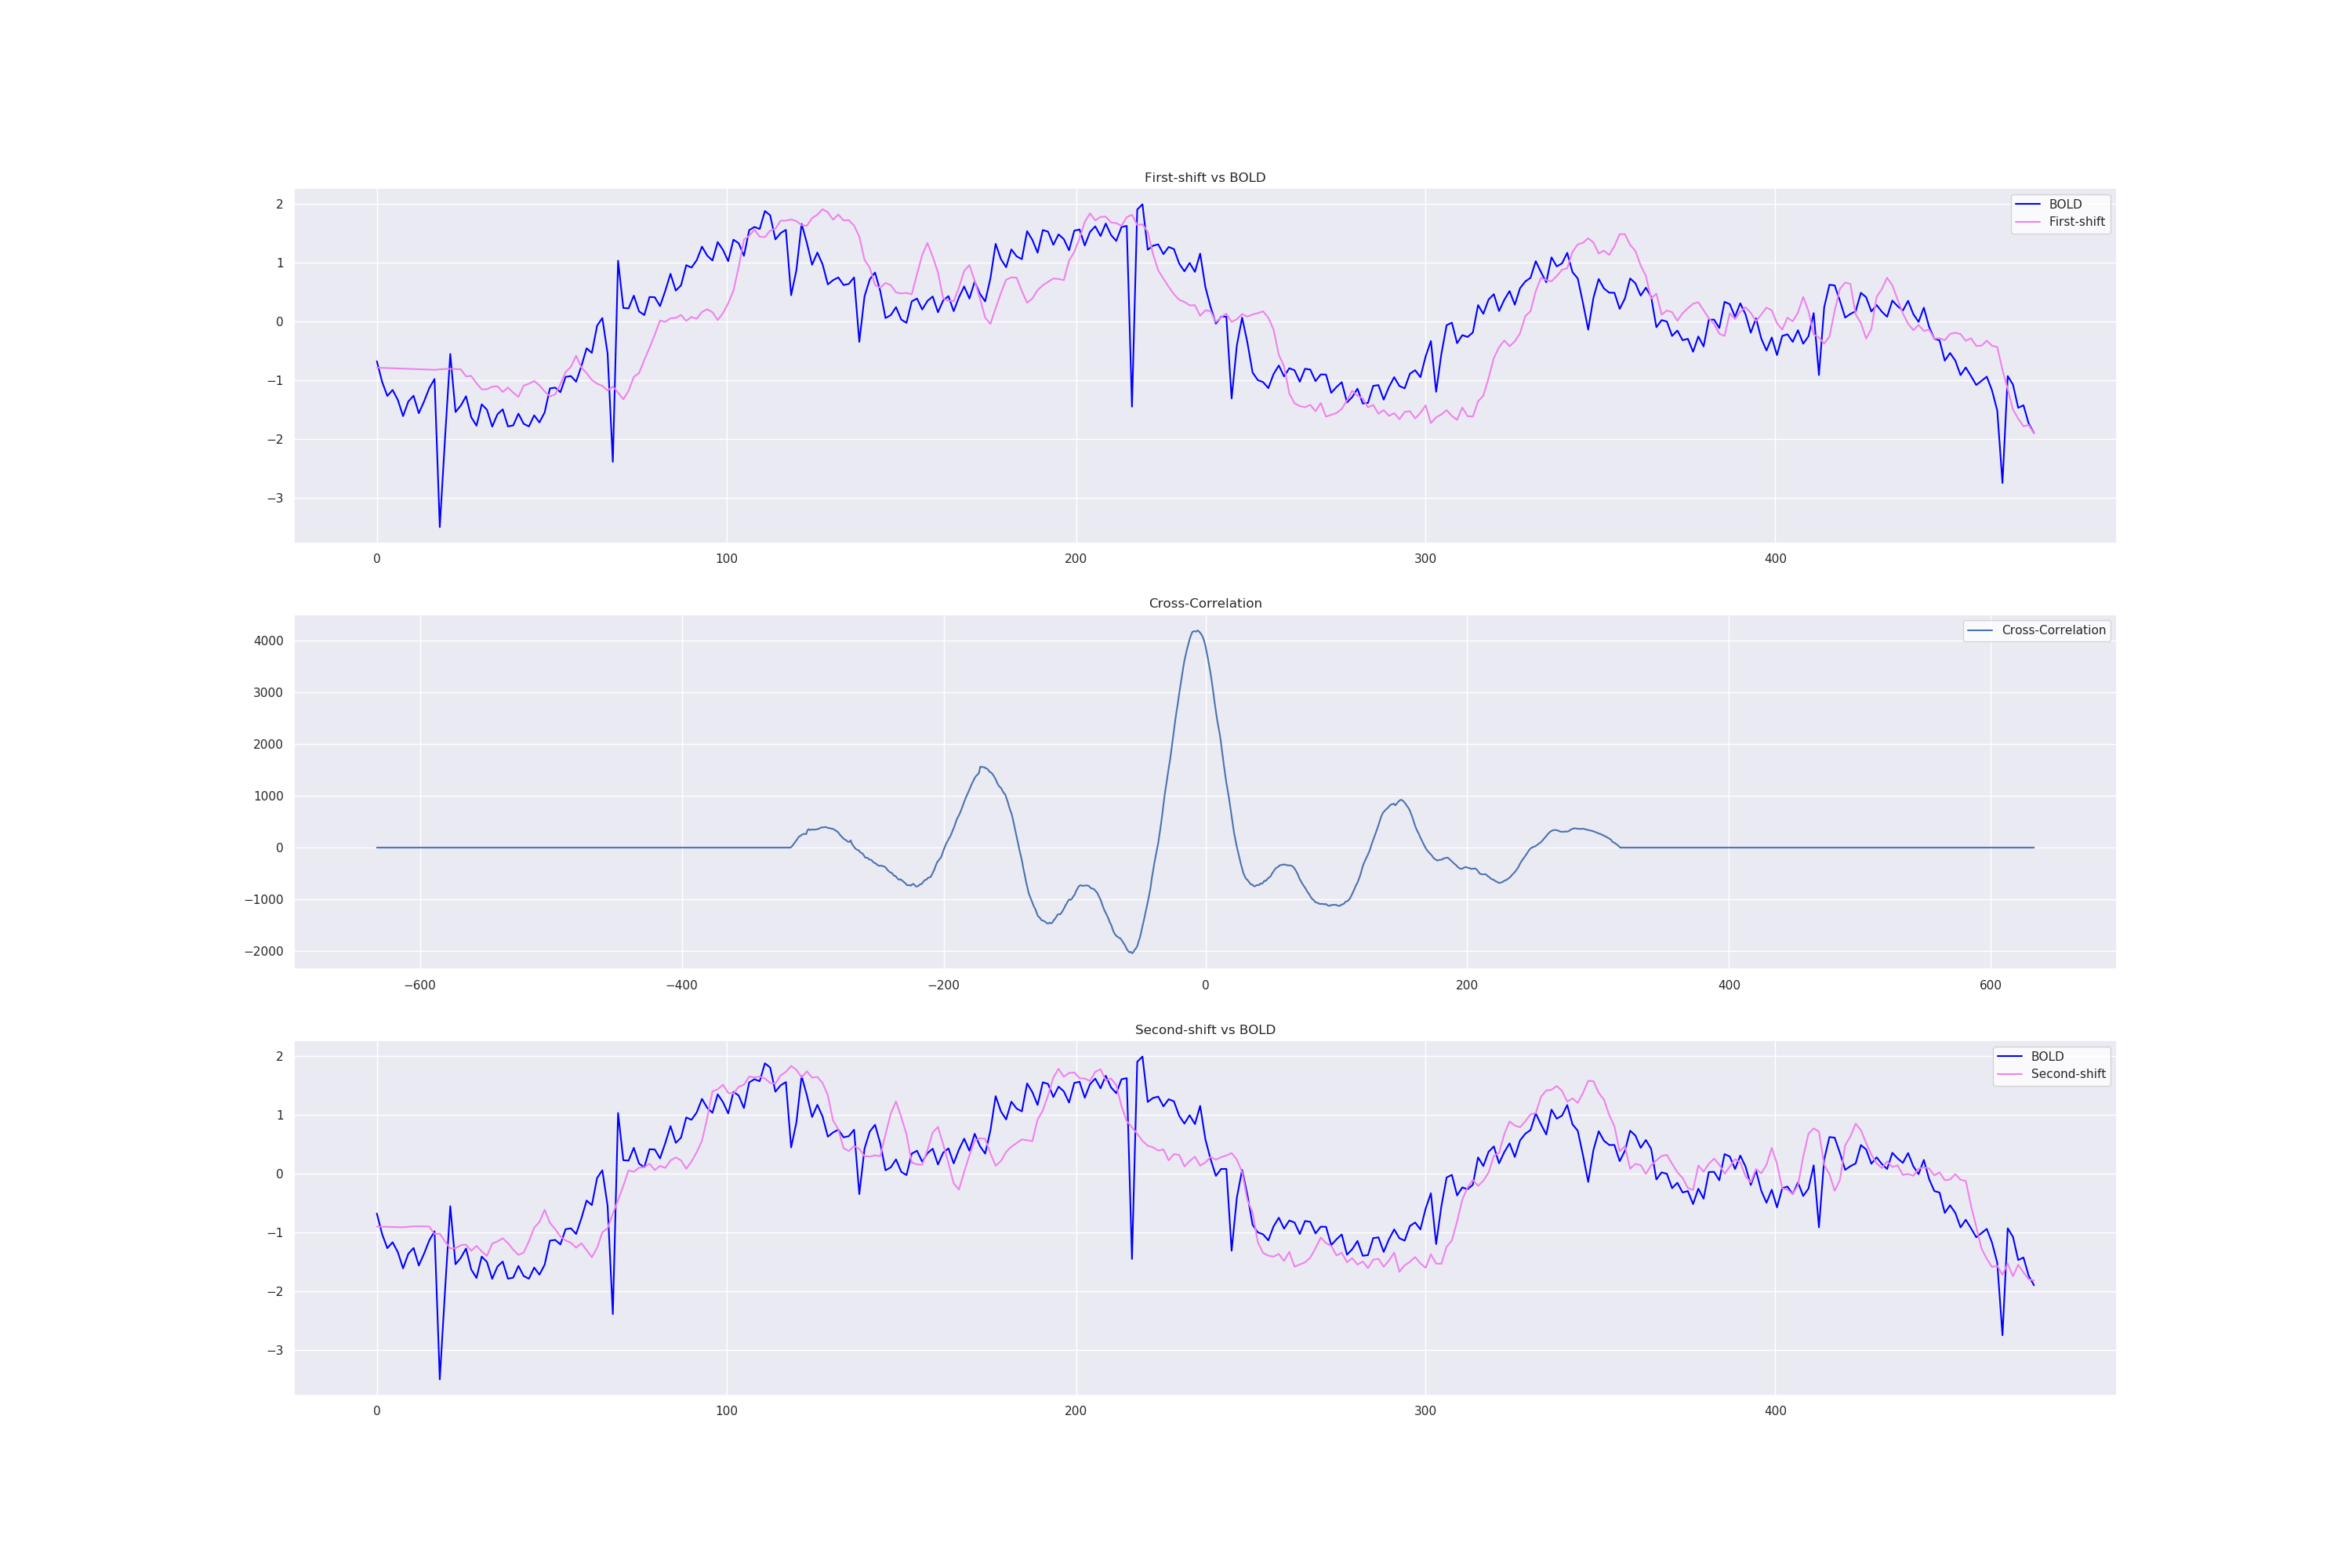 First-shift vs BOLD
2
1
0
−1
−2
−3
BOLD
First-shift
0 100 200 300 400
Cross-Correlation
4000
3000
2000
1000
0
−1000
−2000
Cross-Correlation
−600 −400 −200 0 200 400 600
Second-shift vs BOLD
2
1
0
−1
−2
−3
BOLD
Second-shift
0 100 200 300 400